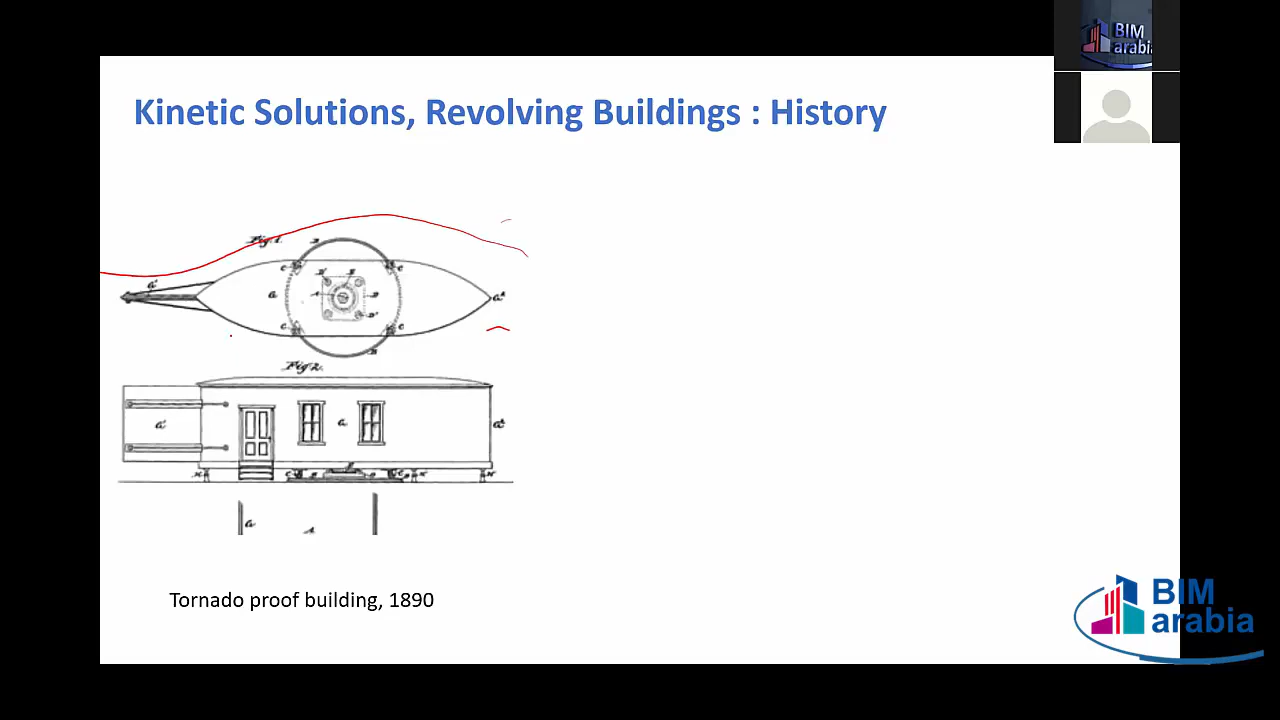 BIM
arabia
Kinetic Solutions, Revolving Buildings : History
Fig. 1.
Fig. 2.
Tornado proof building, 1890
BIM
arabia